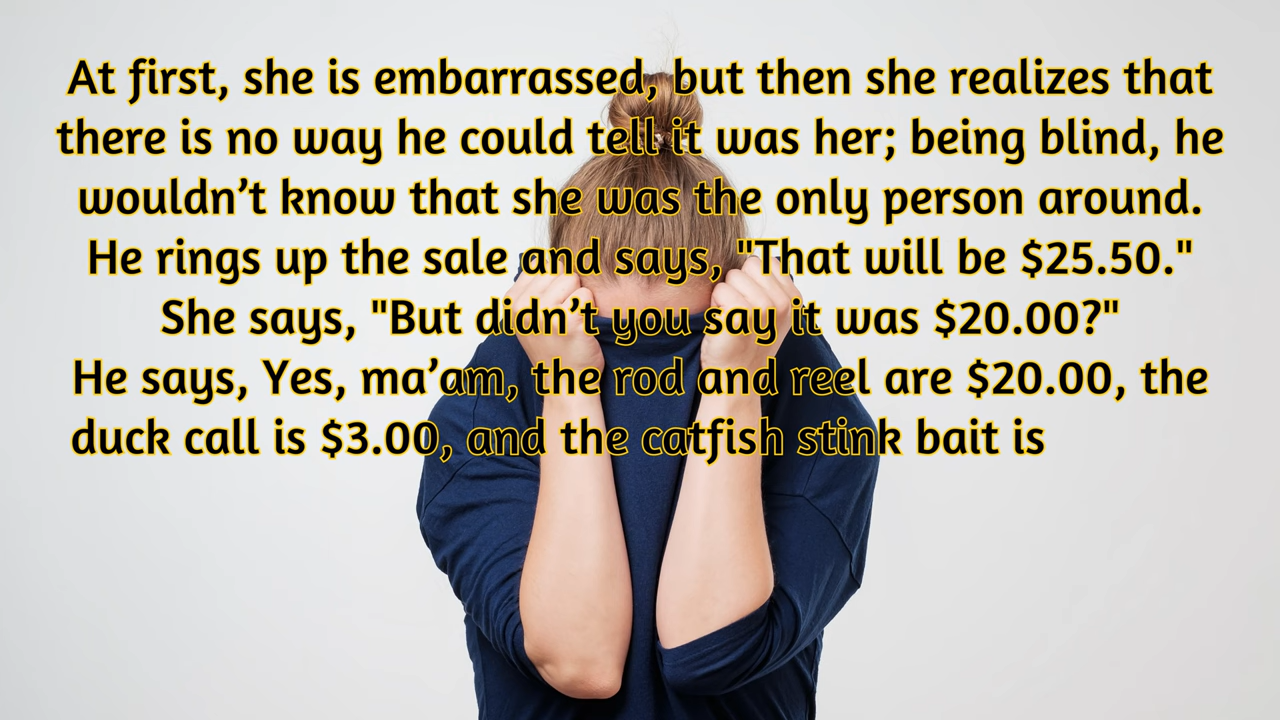 At first, she is embarrassed, but then she realizes that
there is no way he could tell it was her; being blind, he
wouldn’t know that she was the only person around.
He rings up the sale and says, "That will be $25.50."
She says, "But didn’t you say it was $20.00?"
He says, Yes, ma’am, the rod and reel are $20.00, the
duck call is $3.00, and the catfish stink bait is